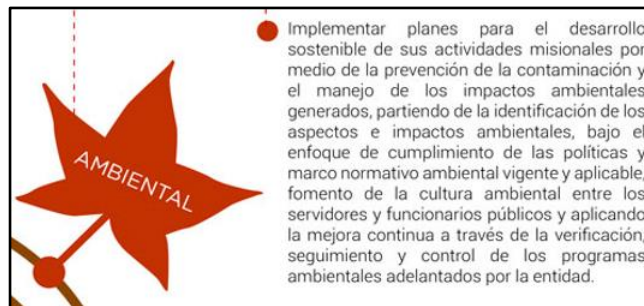 AMBIENTAL
Implementar planes para el desarrollo
sostenible de sus actividades misionales por
medio de la prevención de la contaminación y
el manejo de los impactos ambientales
generados, partiendo de la identificación de los
aspectos e impactos ambientales, bajo el
enfoque de cumplimiento de las políticas y
marco normativo ambiental vigente y aplicable,
fomento de la cultura ambiental entre los
servidores y funcionarios públicos y aplicando
la mejora continua a través de la verificación,
seguimiento y control de los programas
ambientales adelantados por la entidad.